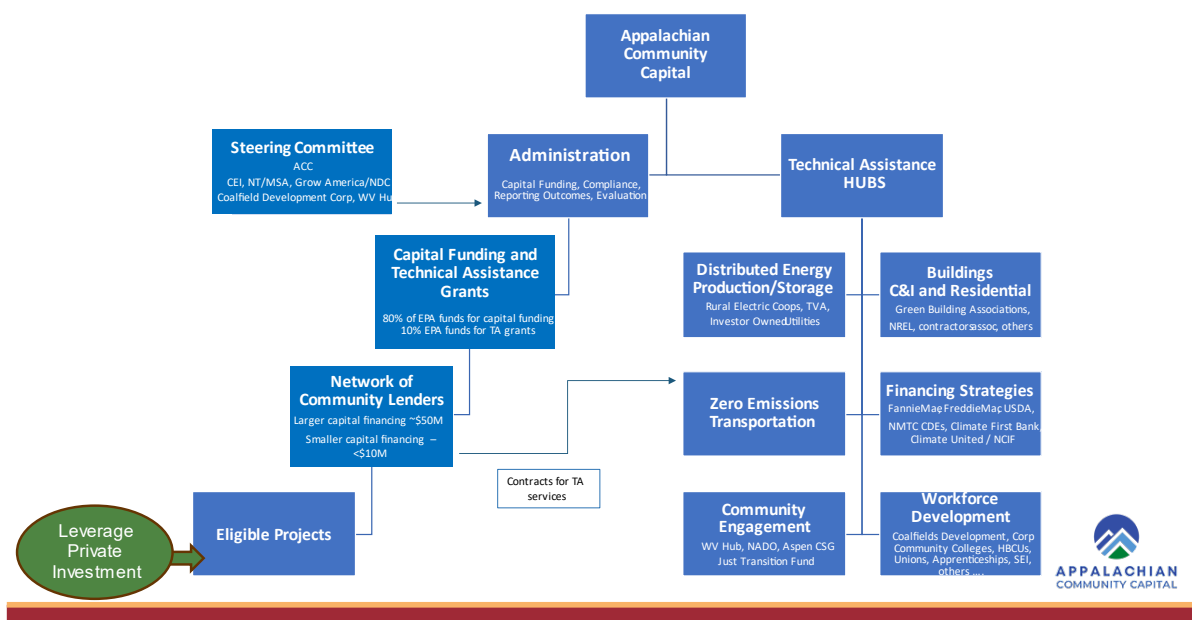 Appalachian
Community
Capital
Steering Committee
ACC
CEI, NT/MSA, Grow America/NDC
Coalfield Development Corp, WV Hu
Administration
Capital Funding, Compliance,
Reporting Outcomes, Evaluation
Technical Assistance
HUBS
Capital Funding and
Technical Assistance
Grants
80% of EPA funds for capital funding
10% EPA funds for TA grants
Distributed Energy
Production/Storage
Rural Electric Coops, TVA,
Investor OwnedUtilities
Buildings
C&I and Residential
Green Building Associations,
NREL, contractorsassoc, others
Network of
Community Lenders
Larger capital financing ~$50M
Smaller capital financing –
<$10M
Zero Emissions
Transportation
Financing Strategies
FannieMae, FreddieMac, USDA,
NMTC CDEs, Climate First Bank,
Climate United / NCIF
Contracts for TA
services
Leverage
Private
Investment
Eligible Projects
Community
Engagement
WV Hub, NADO, Aspen CSG
Just Transition Fund
Workforce
Development
Coalfields Development, Corp
Community Colleges, HBCUs,
Unions, Apprenticeships, SEI,
others ....
APPALACHIAN
COMMUNITY CAPITAL